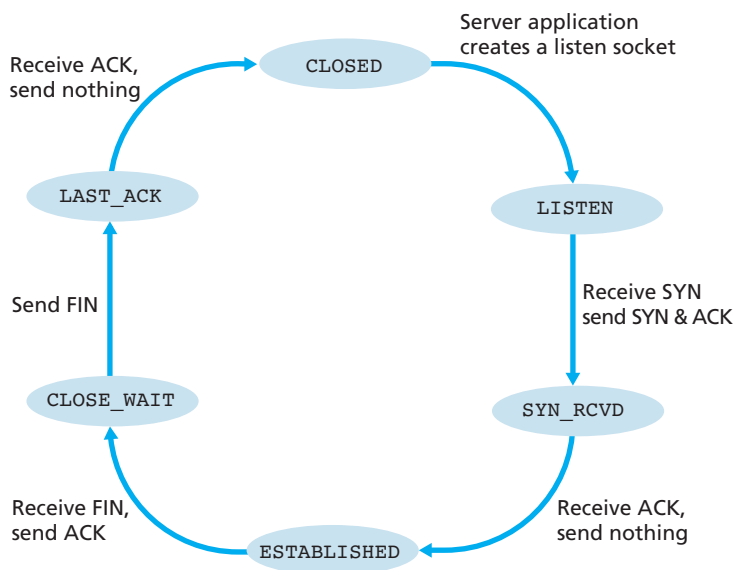 Server application
creates a listen socket
CLOSED
Receive ACK,
send nothing
LAST_ACK
LISTEN
Receive SYN
send SYN & ACK
Send FIN
CLOSE_WAIT
SYN_RCVD
Receive FIN,
send ACK
Receive ACK,
send nothing
ESTABLISHED